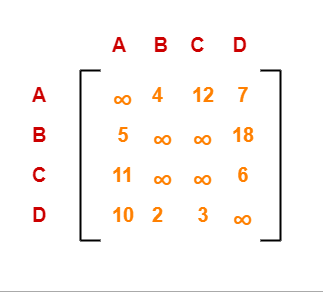 A B C D
A ∞ 4 12 7
B 5 ∞ ∞ 18
C 11 ∞ ∞ 6
D 10 2 3 ∞